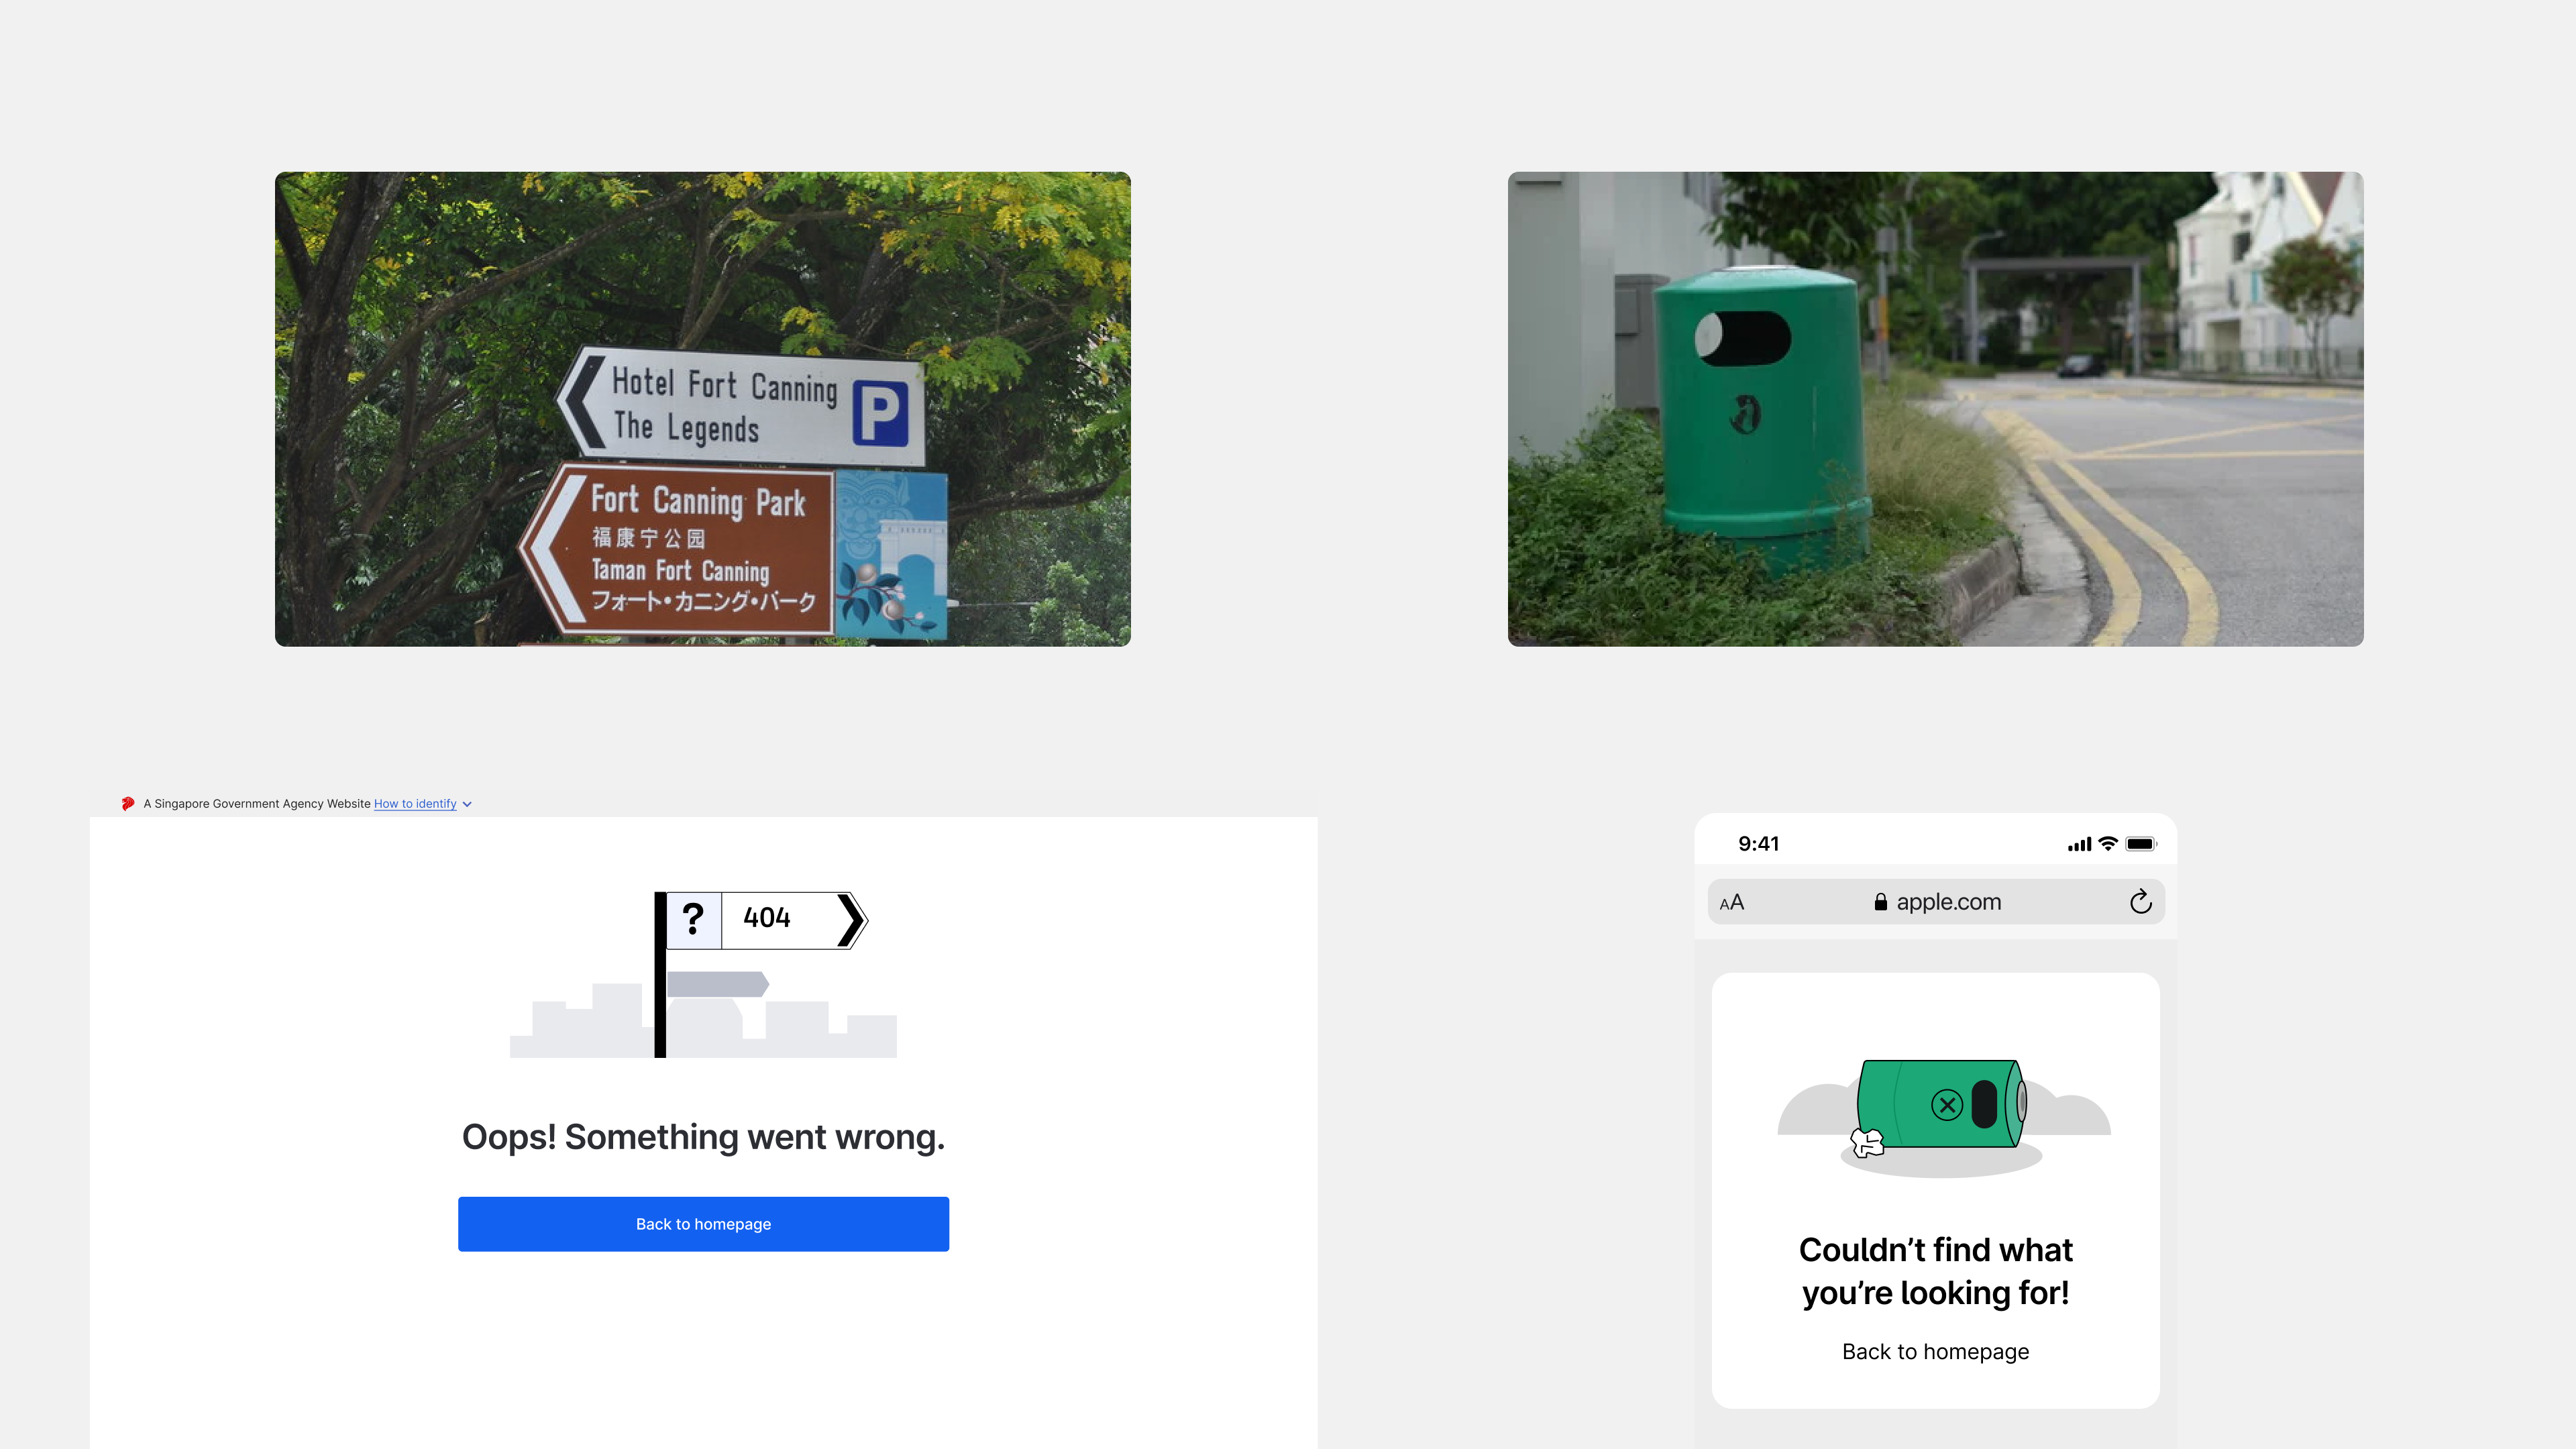 Hotel Fort Canning
The Legends
P
Fort Canning Park
福康宁公园
Taman Fort Canning
フォート•カニング•パーク
A Singapore Government Agency Website How to identify
? 404
Oops! Something went wrong.
Back to homepage
9:41
AA apple.com
Couldn’t find what
you’re looking for!
Back to homepage